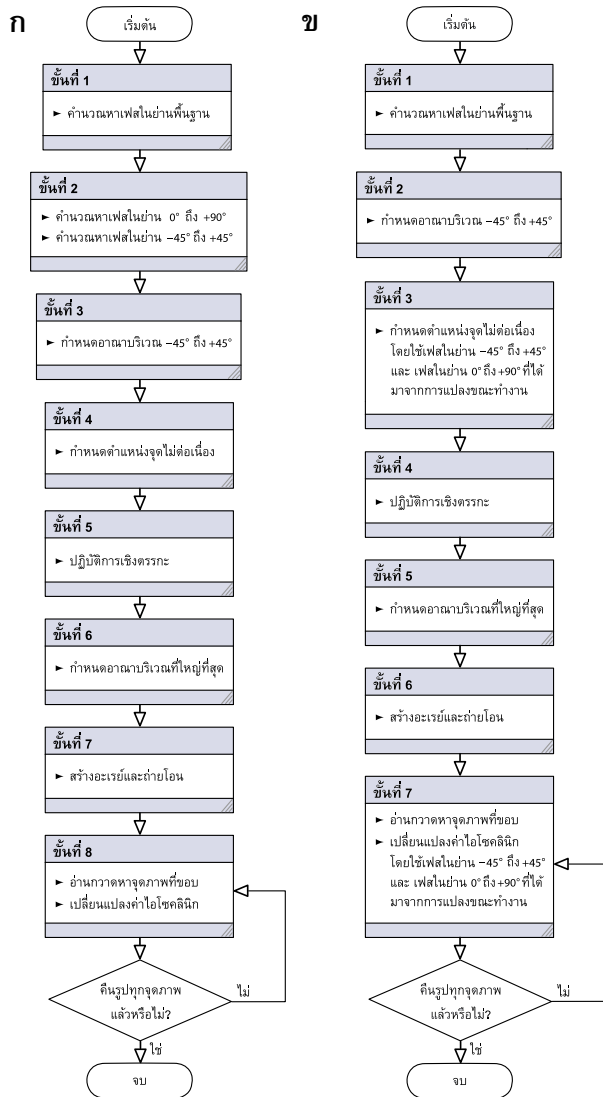 ก
เริ่มต้น
ขั้นที่ 1
► คำนวณหาเฟสในย่านพื้นฐาน
ขั้นที่ 2
► คำนวณหาเฟสในย่าน 0° ถึง +90°
► คำนวณหาเฟสในย่าน –45° ถึง +45°
ขั้นที่ 3
► กำหนดอาณาบริเวณ –45° ถึง +45°
ขั้นที่ 4
► กำหนดตำแหน่งจุดไม่ต่อเนื่อง
ขั้นที่ 5
► ปฏิบัติการเชิงตรรกะ
ขั้นที่ 6
► กำหนดอาณาบริเวณที่ใหญ่ที่สุด
ขั้นที่ 7
► สร้างอะเรย์และถ่ายโอน
ขั้นที่ 8
► อ่านกวาดหาจุดภาพที่ขอบ
► เปลี่ยนแปลงค่าไอโซคลินิก
คืนรูปทุกจุดภาพ
แล้วหรือไม่?
ไม่
ใช่
จบ
ข
เริ่มต้น
ขั้นที่ 1
► คำนวณหาเฟสในย่านพื้นฐาน
ขั้นที่ 2
► กำหนดอาณาบริเวณ –45° ถึง +45°
ขั้นที่ 3
► กำหนดตำแหน่งจุดไม่ต่อเนื่อง
โดยใช้เฟสในย่าน –45° ถึง +45°
และ เฟสในย่าน 0° ถึง +90° ที่ได้
มาจากการแปลงขณะทำงาน
ขั้นที่ 4
► ปฏิบัติการเชิงตรรกะ
ขั้นที่ 5
► กำหนดอาณาบริเวณที่ใหญ่ที่สุด
ขั้นที่ 6
► สร้างอะเรย์และถ่ายโอน
ขั้นที่ 7
► อ่านกวาดหาจุดภาพที่ขอบ
► เปลี่ยนแปลงค่าไอโซคลินิก
โดยใช้เฟสในย่าน –45° ถึง +45°
และ เฟสในย่าน 0° ถึง +90° ที่ได้
มาจากการแปลงขณะทำงาน
คืนรูปทุกจุดภาพ
แล้วหรือไม่?
ไม่
ใช่
จบ